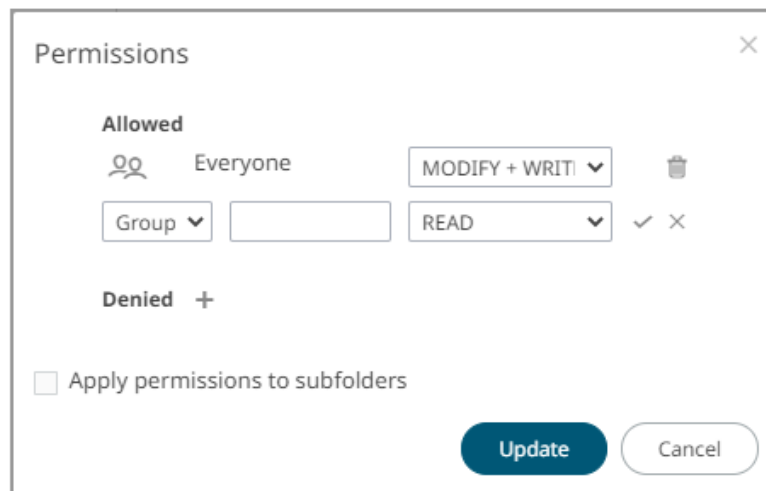 Permissions
Allowed
Everyone MODIFY + WRIT
Group READ
Denied +
Apply permissions to subfolders
Update Cancel